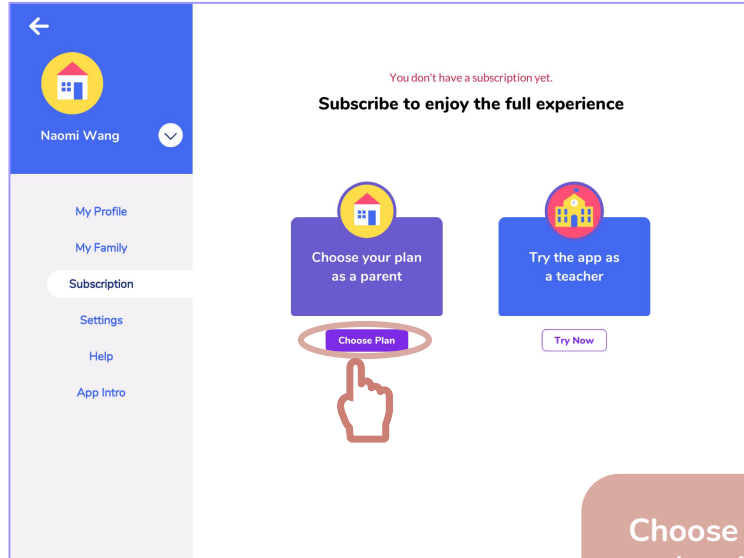 Naomi Wang
My Profile
My Family
Subscription
Settings
Help
App Intro
You don't have a subscription yet.
Subscribe to enjoy the full experience
Choose your plan
as a parent
Choose Plan
Try the app as
a teacher
Try Now
Choose